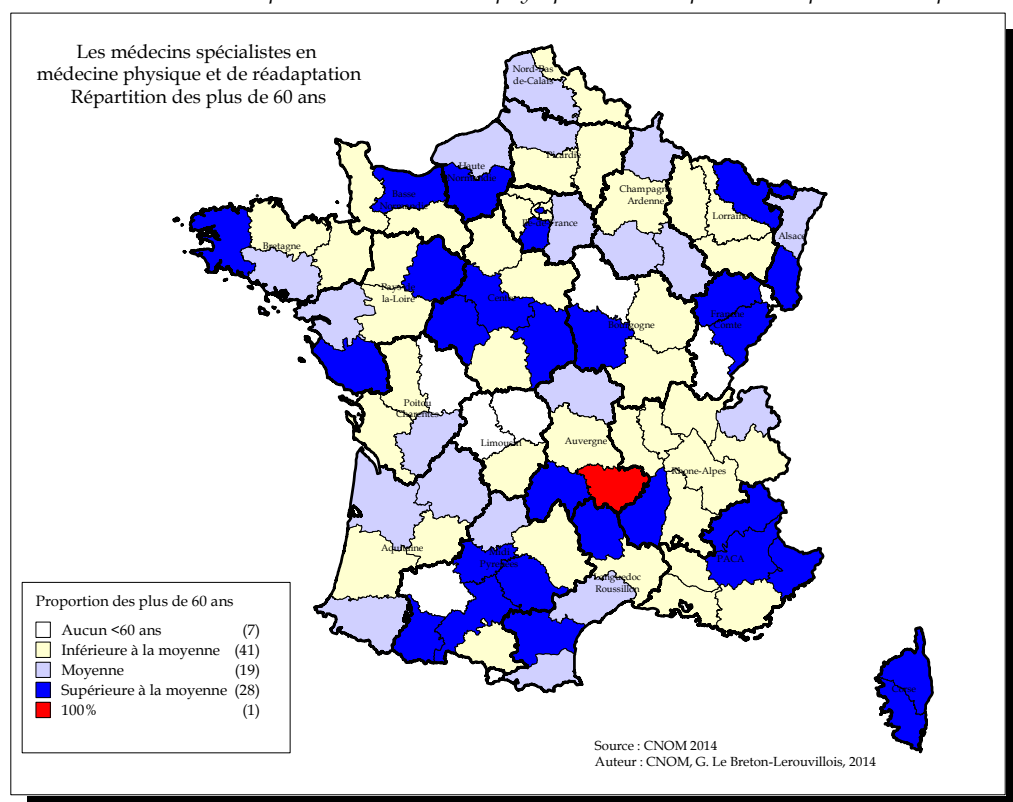 Les médecins spécialistes en
médecine physique et de réadaptation
Répartition des plus de 60 ans
Nord-Pas
de-Calais
Picardie
Haute
Normandie
Basse
Champagne
Ardenne
Lorraine
Alsace
France
Bretagne
Pays de
la-Loire
Centre
Bourgogne
Franche
Comté
Poitou
Charentes
Limousin
Auvergne
Rhone-Alpes
Aquitaine
Midi
Pyrénées
Languedoc
Roussillon
PACA
Corse
Proportion des plus de 60 ans
Aucun <60 ans (7)
Inférieure à la moyenne (41)
Moyenne (19)
Supérieure à la moyenne (28)
100% (1)
Source : CNOM 2014
Auteur : CNOM, G. Le Breton-Lerouvillois, 2014